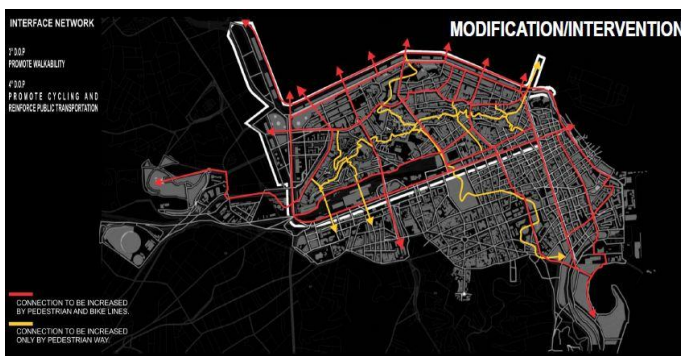 INTERFACE NETWORK
MODIFICATION/INTERVENTION
2° D.O.P
PROMOTE WALKABILITY
4° D.O.P
PROMOTE CYCLING AND
REINFORCE PUBLIC TRANSPORTATION
CONNECTION TO BE INCREASED
BY PEDESTRIAN AND BIKE LINES.
CONNECTION TO BE INCREASED
ONLY BY PEDESTRIAN WAY.